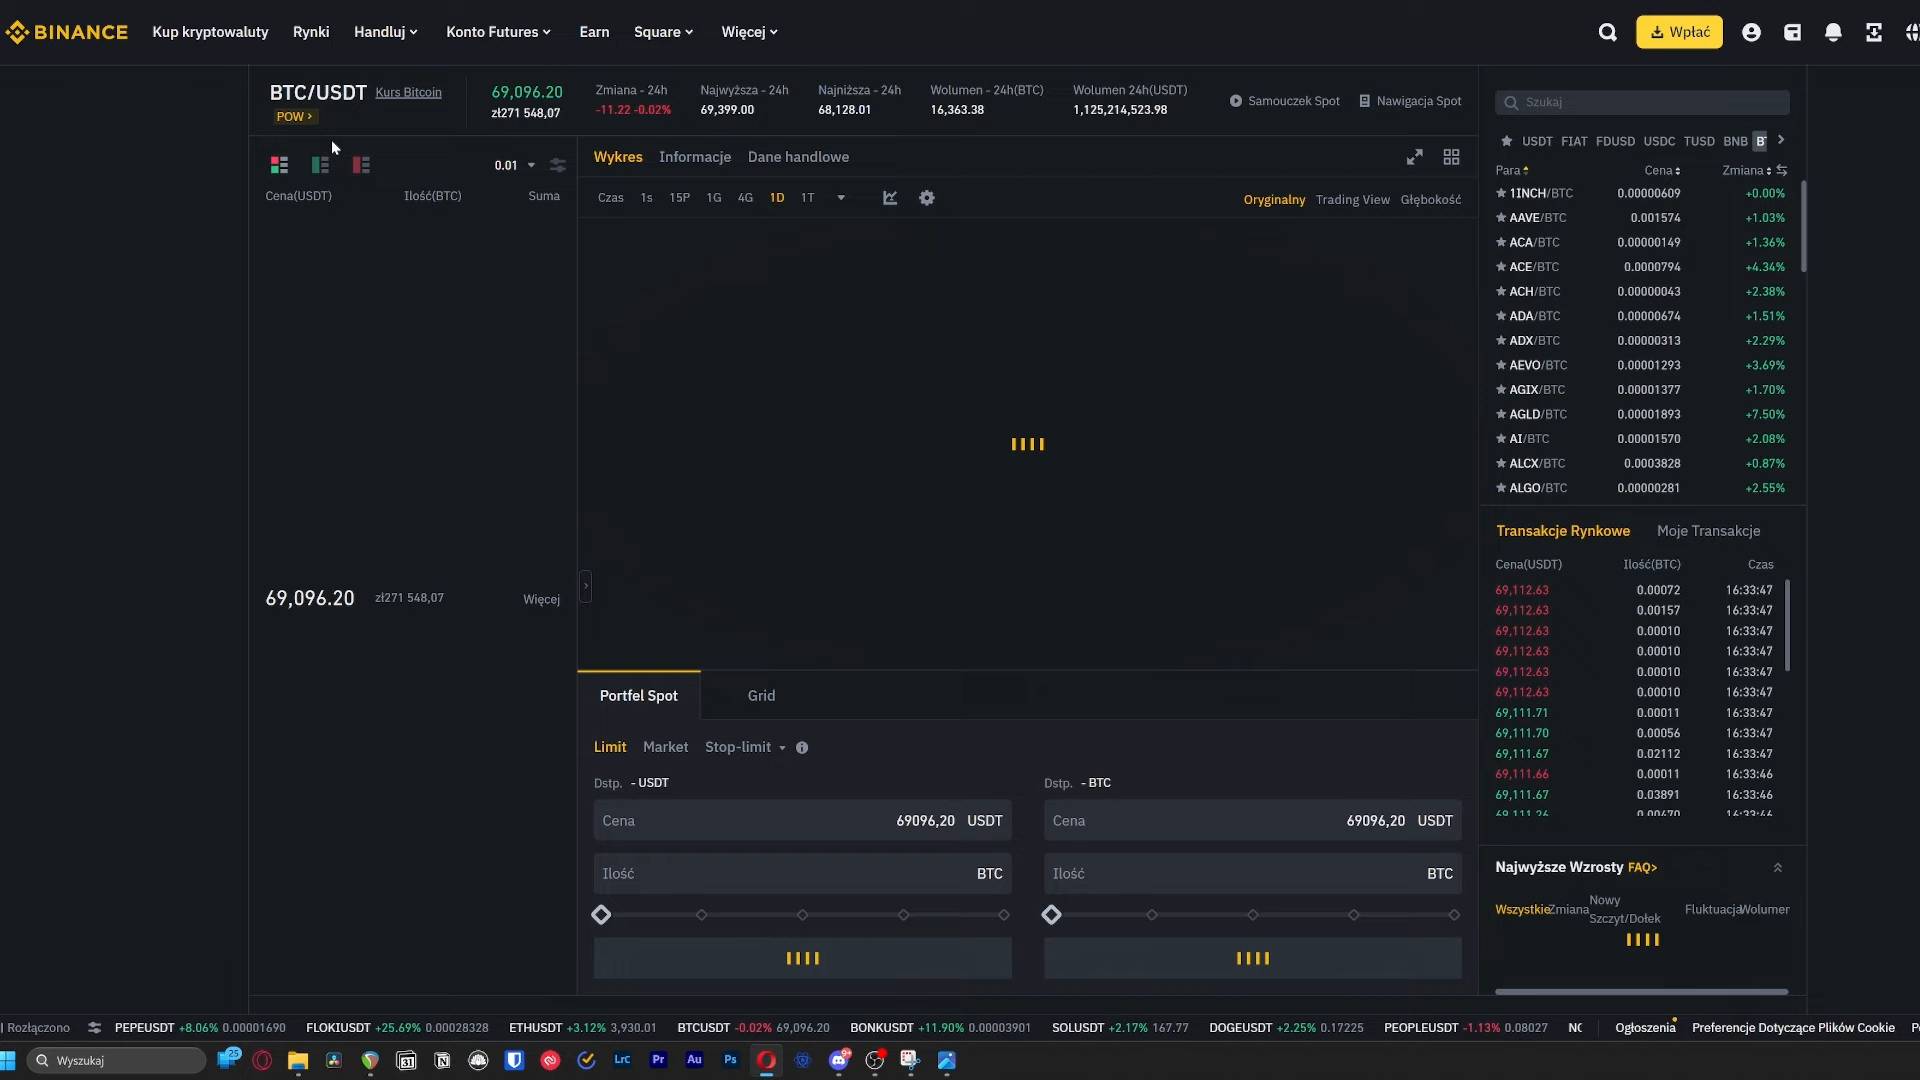 BINANCE
Kup kryptowaluty
Rynki
Handluj
Konto Futures
Earn
Square
Więcej
Wpłać
BTC/USDT
Kurs Bitcoin
POW
69,096.20
zł271 548,07
Zmiana - 24h
-11.22 -0.02%
Najwyższa - 24h
69,399.00
Najniższa - 24h
68,128.01
Wolumen - 24h(BTC)
16,363.38
Wolumen 24h(USDT)
1,125,214,523.98
Samouczek Spot
Nawigacja Spot
0.01
Cena(USDT) Ilość(BTC) Suma
69,096.20 zł271 548,07 Więcej
Wykres Informacje Dane handlowe
Czas 1s 15P 1G 4G 1D 1T
Oryginalny Trading View Głębokość
Portfel Spot Grid
Limit Market Stop-limit
Dstp. - USDT
Cena 69096,20 USDT
Ilość BTC
Dstp. - BTC
Cena 69096,20 USDT
Ilość BTC
Szukaj
USDT FIAT FDUSD USDC TUSD BNB
Para Cena Zmiana
1INCH/BTC 0.00000609 +0.00%
AAVE/BTC 0.001574 +1.03%
ACA/BTC 0.00000149 +1.36%
ACE/BTC 0.0000794 +4.34%
ACH/BTC 0.00000043 +2.38%
ADA/BTC 0.00000674 +1.51%
ADX/BTC 0.00000313 +2.29%
AEVO/BTC 0.00001293 +3.69%
AGIX/BTC 0.00001377 +1.70%
AGLD/BTC 0.00001893 +7.50%
AI/BTC 0.00001570 +2.08%
ALCX/BTC 0.0003828 +0.87%
ALGO/BTC 0.00000281 +2.55%
Transakcje Rynkowe Moje Transakcje
Cena(USDT) Ilość(BTC) Czas
69,112.63 0.00072 16:33:47
69,112.63 0.00157 16:33:47
69,112.63 0.00010 16:33:47
69,112.63 0.00010 16:33:47
69,112.63 0.00010 16:33:47
69,112.63 0.00010 16:33:47
69,111.71 0.00011 16:33:47
69,111.70 0.00056 16:33:47
69,111.67 0.02112 16:33:47
69,111.66 0.00011 16:33:46
69,111.67 0.03891 16:33:46
Najwyższe Wzrosty FAQ>
Wszystkie Zmiana Nowy Szczyt/Dołek Fluktuacja Wolumen
Rozłączono PEPEUSDT +8.06% 0.00001690 FLOKIUSDT +25.69% 0.00028328 ETHUSDT +3.12% 3,930.01 BTCUSDT -0.02% 69,096.20 BONKUSDT +11.90% 0.00003901 SOLUSDT +2.17% 167.77 DOGEUSDT +2.25% 0.17225 PEOPLEUSDT -1.13% 0.08027 Ogłoszenia Preferencje Dotyczące Plików Cookie
Wyszukaj
25
31
LrC
Pr
Au
Ps